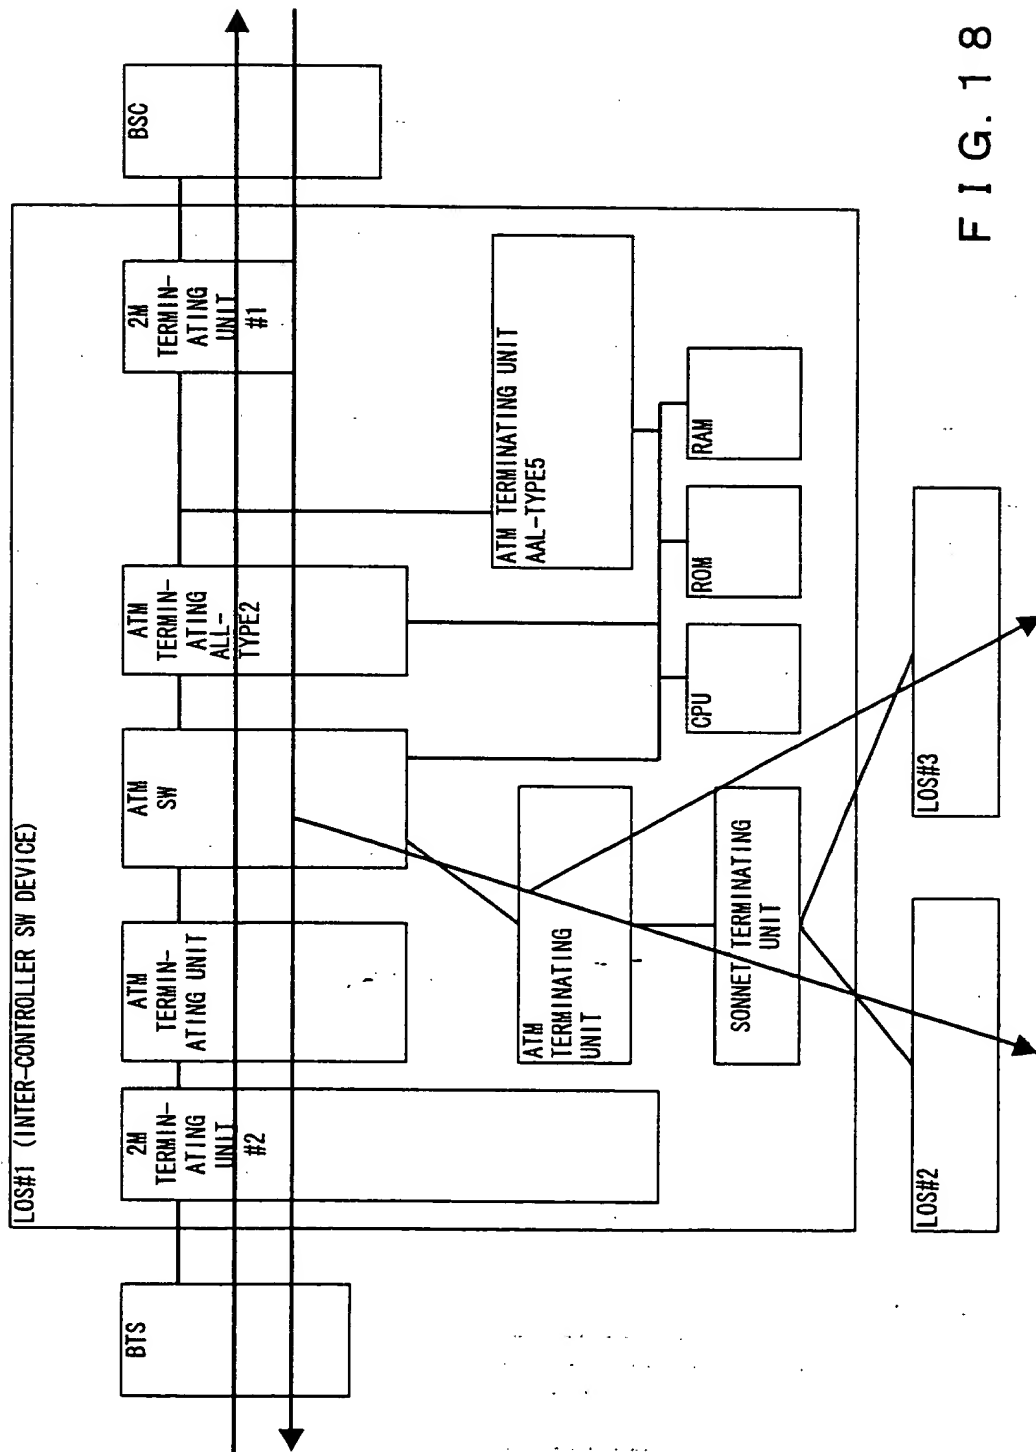 LOS#1 (INTER-CONTROLLER SW DEVICE)
BTS
2M
TERMIN-
ATING
UNIT
#2
ATM
TERMIN-
ATING UNIT
ATM
SW
ATM
TERMIN-
ATING
ALL-
TYPE2
2M
TERMIN-
ATING
UNIT
#1
BSC
ATM
TERMINATING
UNIT
ATM TERMINATING UNIT
AAL-TYPE5
SONNET TERMINATING
UNIT
CPU
ROM
RAM
LOS#2
LOS#3
FIG. 18